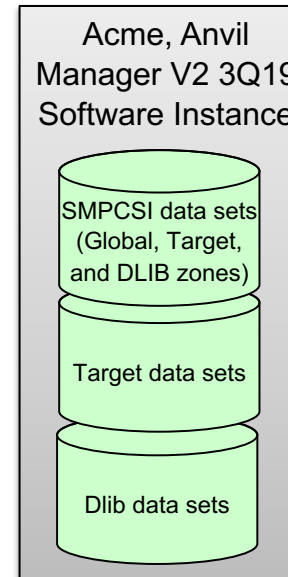 Acme, Anvil
Manager V2 3Q19
Software Instance
SMPCSI data sets
(Global, Target,
and DLIB zones)
Target data sets
Dlib data sets